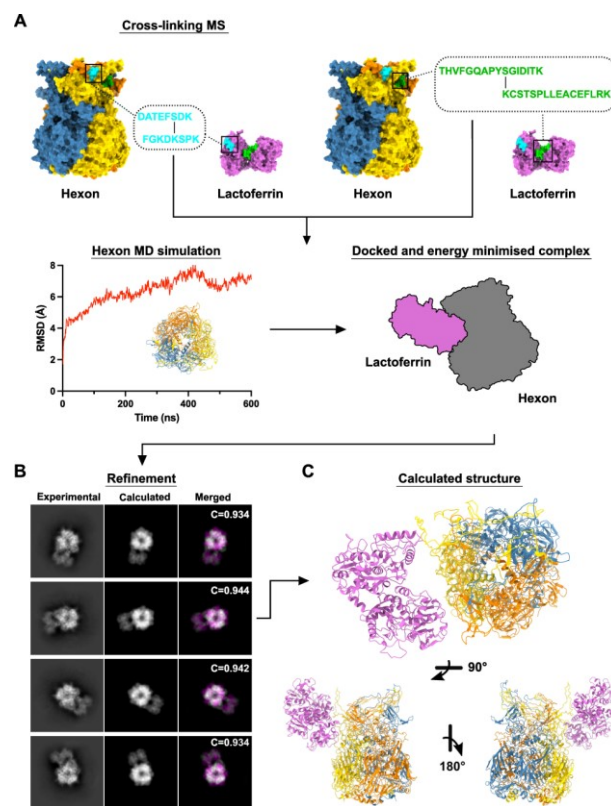 A
Cross-linking MS
DATEFSDK
FGKDKSPK
THVFGQAPYSGIDITK
KCSTSPLLEACEFLRK
Hexon
Lactoferrin
Hexon
Lactoferrin
Hexon MD simulation
RMSD (Å)
8
6
4
2
0
0
200
400
600
Time (ns)
Docked and energy minimised complex
Lactoferrin
Hexon
B
Refinement
Experimental
Calculated
Merged
C=0.934
C=0.944
C=0.942
C=0.934
C
Calculated structure
90°
180°